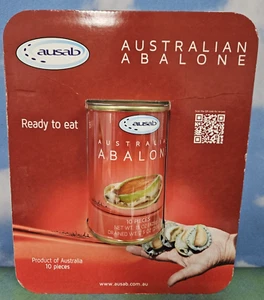 ausab
AUSTRALIAN
ABALONE
Ready to eat
ausab
AUSTRALIA
ABALON
10 PIECES
Product of Australia
10 pieces
www.ausab.com.au